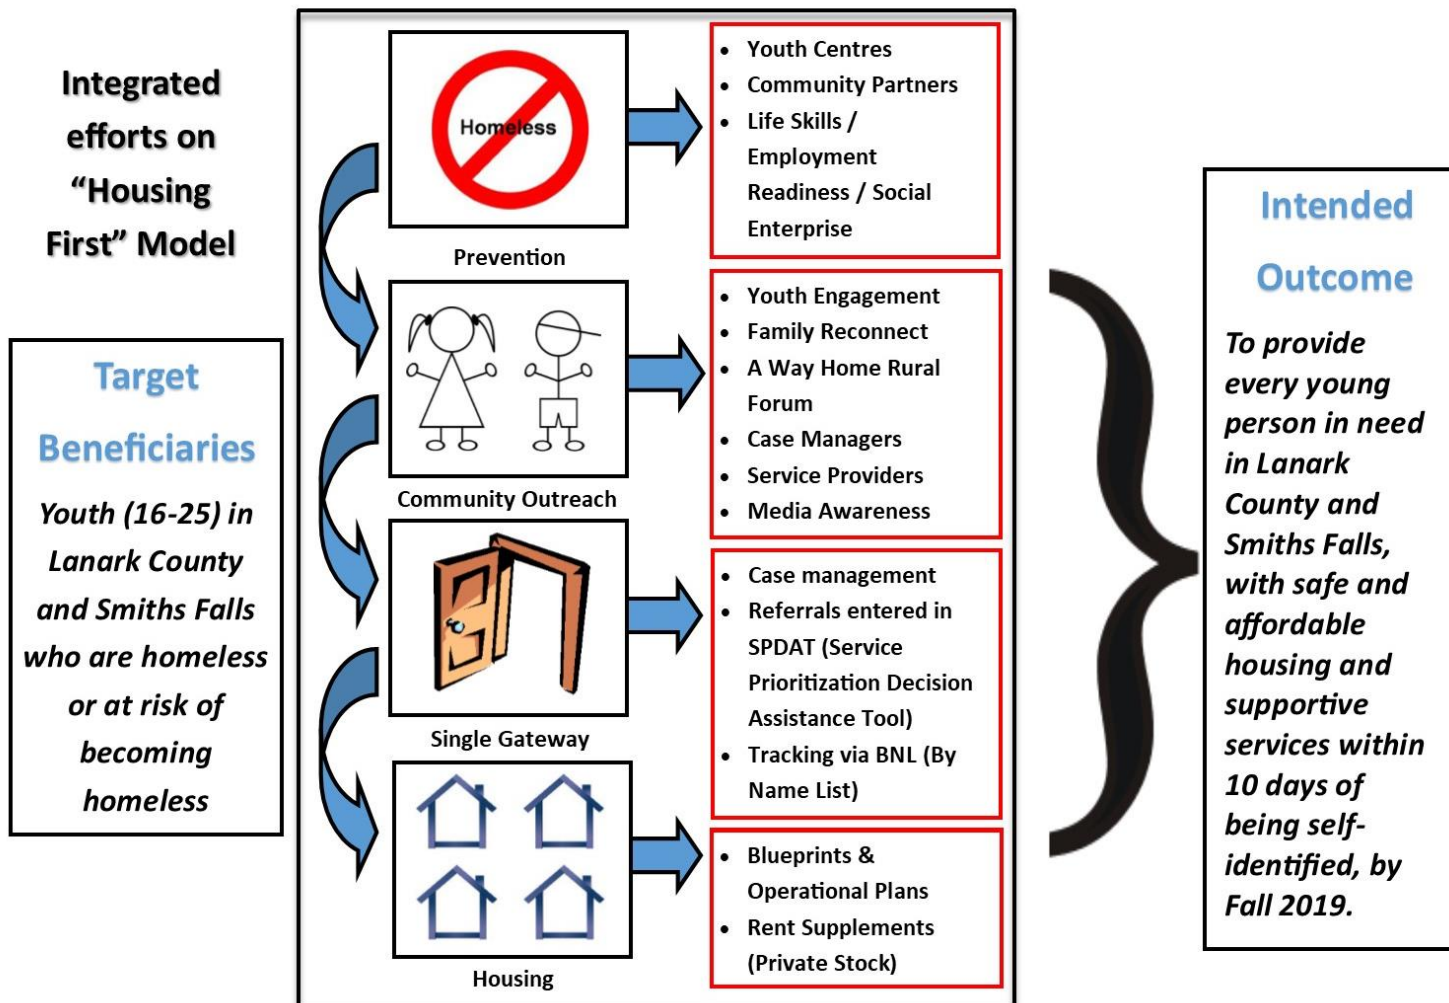 Integrated
efforts on
“Housing
First” Model
Target
Beneficiaries
Youth (16-25) in
Lanark County
and Smiths Falls
who are homeless
or at risk of
becoming
homeless
Homeless
Prevention
• Youth Centres
• Community Partners
• Life Skills /
Employment
Readiness / Social
Enterprise
Community Outreach
• Youth Engagement
• Family Reconnect
• A Way Home Rural
Forum
• Case Managers
• Service Providers
• Media Awareness
Single Gateway
• Case management
• Referrals entered in
SPDAT (Service
Prioritization Decision
Assistance Tool)
• Tracking via BNL (By
Name List)
Housing
• Blueprints &
Operational Plans
• Rent Supplements
(Private Stock)
Intended
Outcome
To provide
every young
person in need
in Lanark
County and
Smiths Falls,
with safe and
affordable
housing and
supportive
services within
10 days of
being self-
identified, by
Fall 2019.